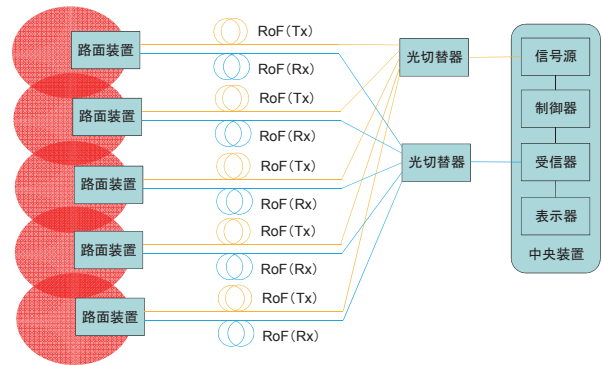 路面装置
RoF(Tx)
RoF(Rx)
路面装置
RoF(Tx)
RoF(Rx)
路面装置
RoF(Tx)
RoF(Rx)
路面装置
RoF(Tx)
RoF(Rx)
路面装置
RoF(Tx)
RoF(Rx)
光切替器
光切替器
信号源
制御器
受信器
表示器
中央装置